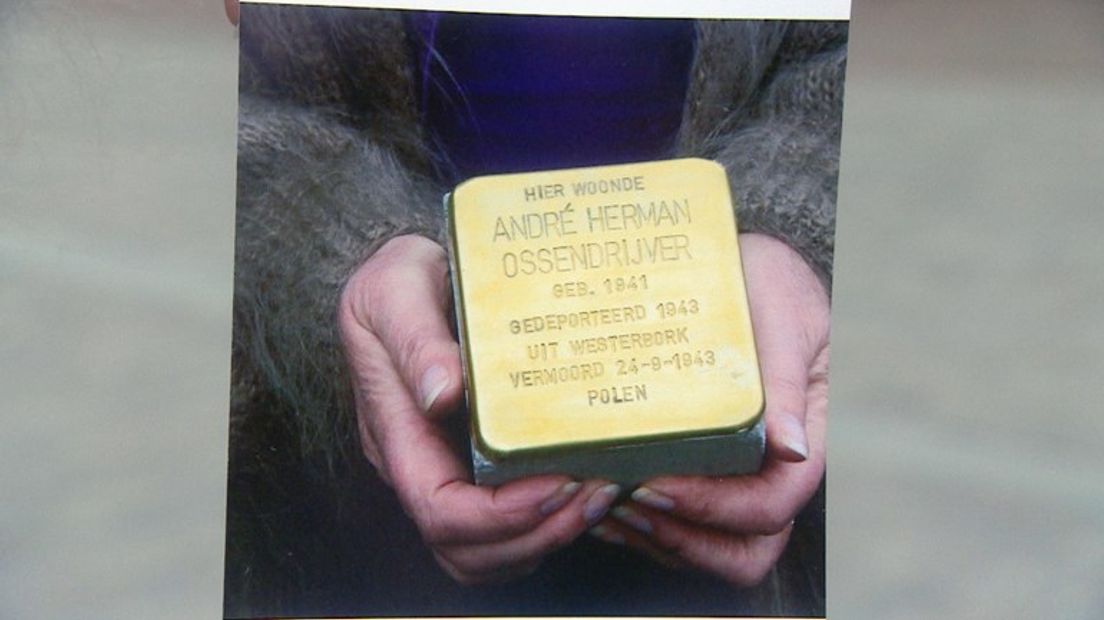 HIER WOONDE
ANDRÉ HERMAN
OSSENDRIJVER
GEB. 1941
GEDEPORTEERD 1943
UIT WESTERBORK
VERMOORD 24-9-1943
POLEN